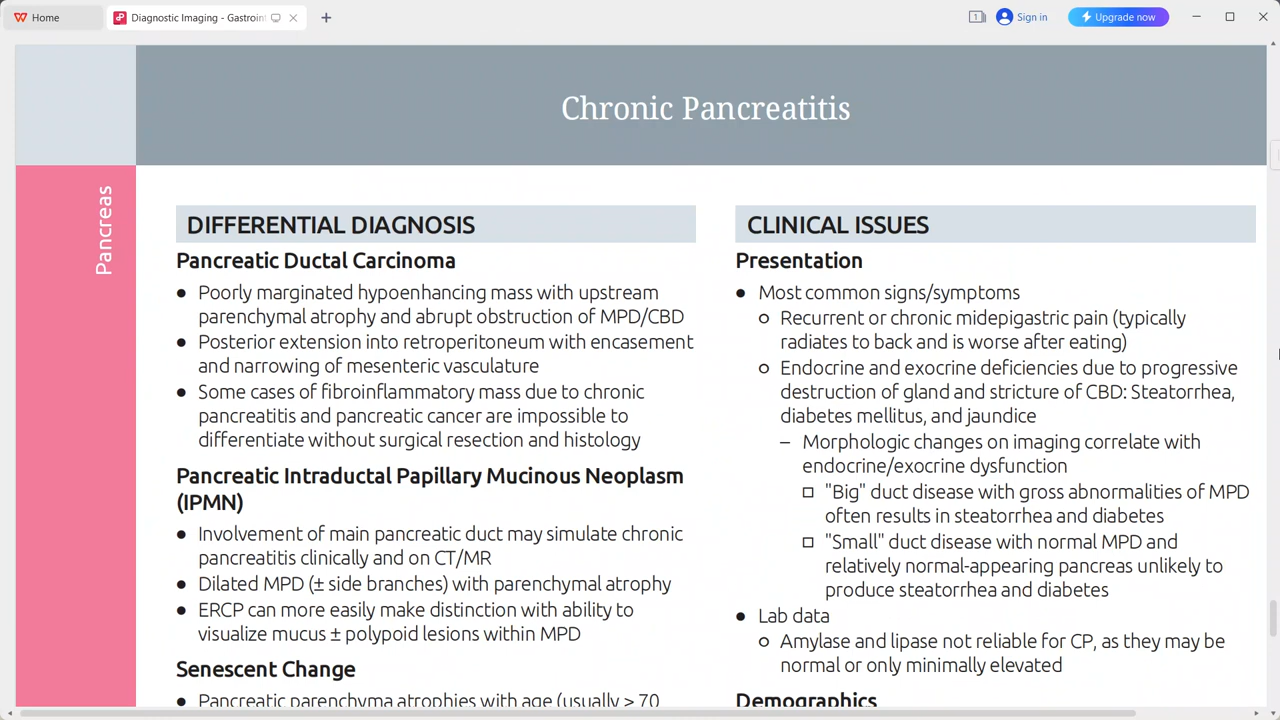 Home
Diagnostic Imaging - Gastroint
1
Sign in
Upgrade now
Chronic Pancreatitis
Pancreas
DIFFERENTIAL DIAGNOSIS
Pancreatic Ductal Carcinoma
● Poorly marginated hypoenhancing mass with upstream
parenchymal atrophy and abrupt obstruction of MPD/CBD
● Posterior extension into retroperitoneum with encasement
and narrowing of mesenteric vasculature
● Some cases of fibroinflammatory mass due to chronic
pancreatitis and pancreatic cancer are impossible to
differentiate without surgical resection and histology
Pancreatic Intraductal Papillary Mucinous Neoplasm
(IPMN)
● Involvement of main pancreatic duct may simulate chronic
pancreatitis clinically and on CT/MR
● Dilated MPD (± side branches) with parenchymal atrophy
● ERCP can more easily make distinction with ability to
visualize mucus ± polypoid lesions within MPD
Senescent Change
● Pancreatic parenchyma atrophies with age (usually > 70
CLINICAL ISSUES
Presentation
● Most common signs/symptoms
○ Recurrent or chronic midepigastric pain (typically
radiates to back and is worse after eating)
○ Endocrine and exocrine deficiencies due to progressive
destruction of gland and stricture of CBD: Steatorrhea,
diabetes mellitus, and jaundice
– Morphologic changes on imaging correlate with
endocrine/exocrine dysfunction
□ "Big" duct disease with gross abnormalities of MPD
often results in steatorrhea and diabetes
□ "Small" duct disease with normal MPD and
relatively normal-appearing pancreas unlikely to
produce steatorrhea and diabetes
● Lab data
○ Amylase and lipase not reliable for CP, as they may be
normal or only minimally elevated
Demographics